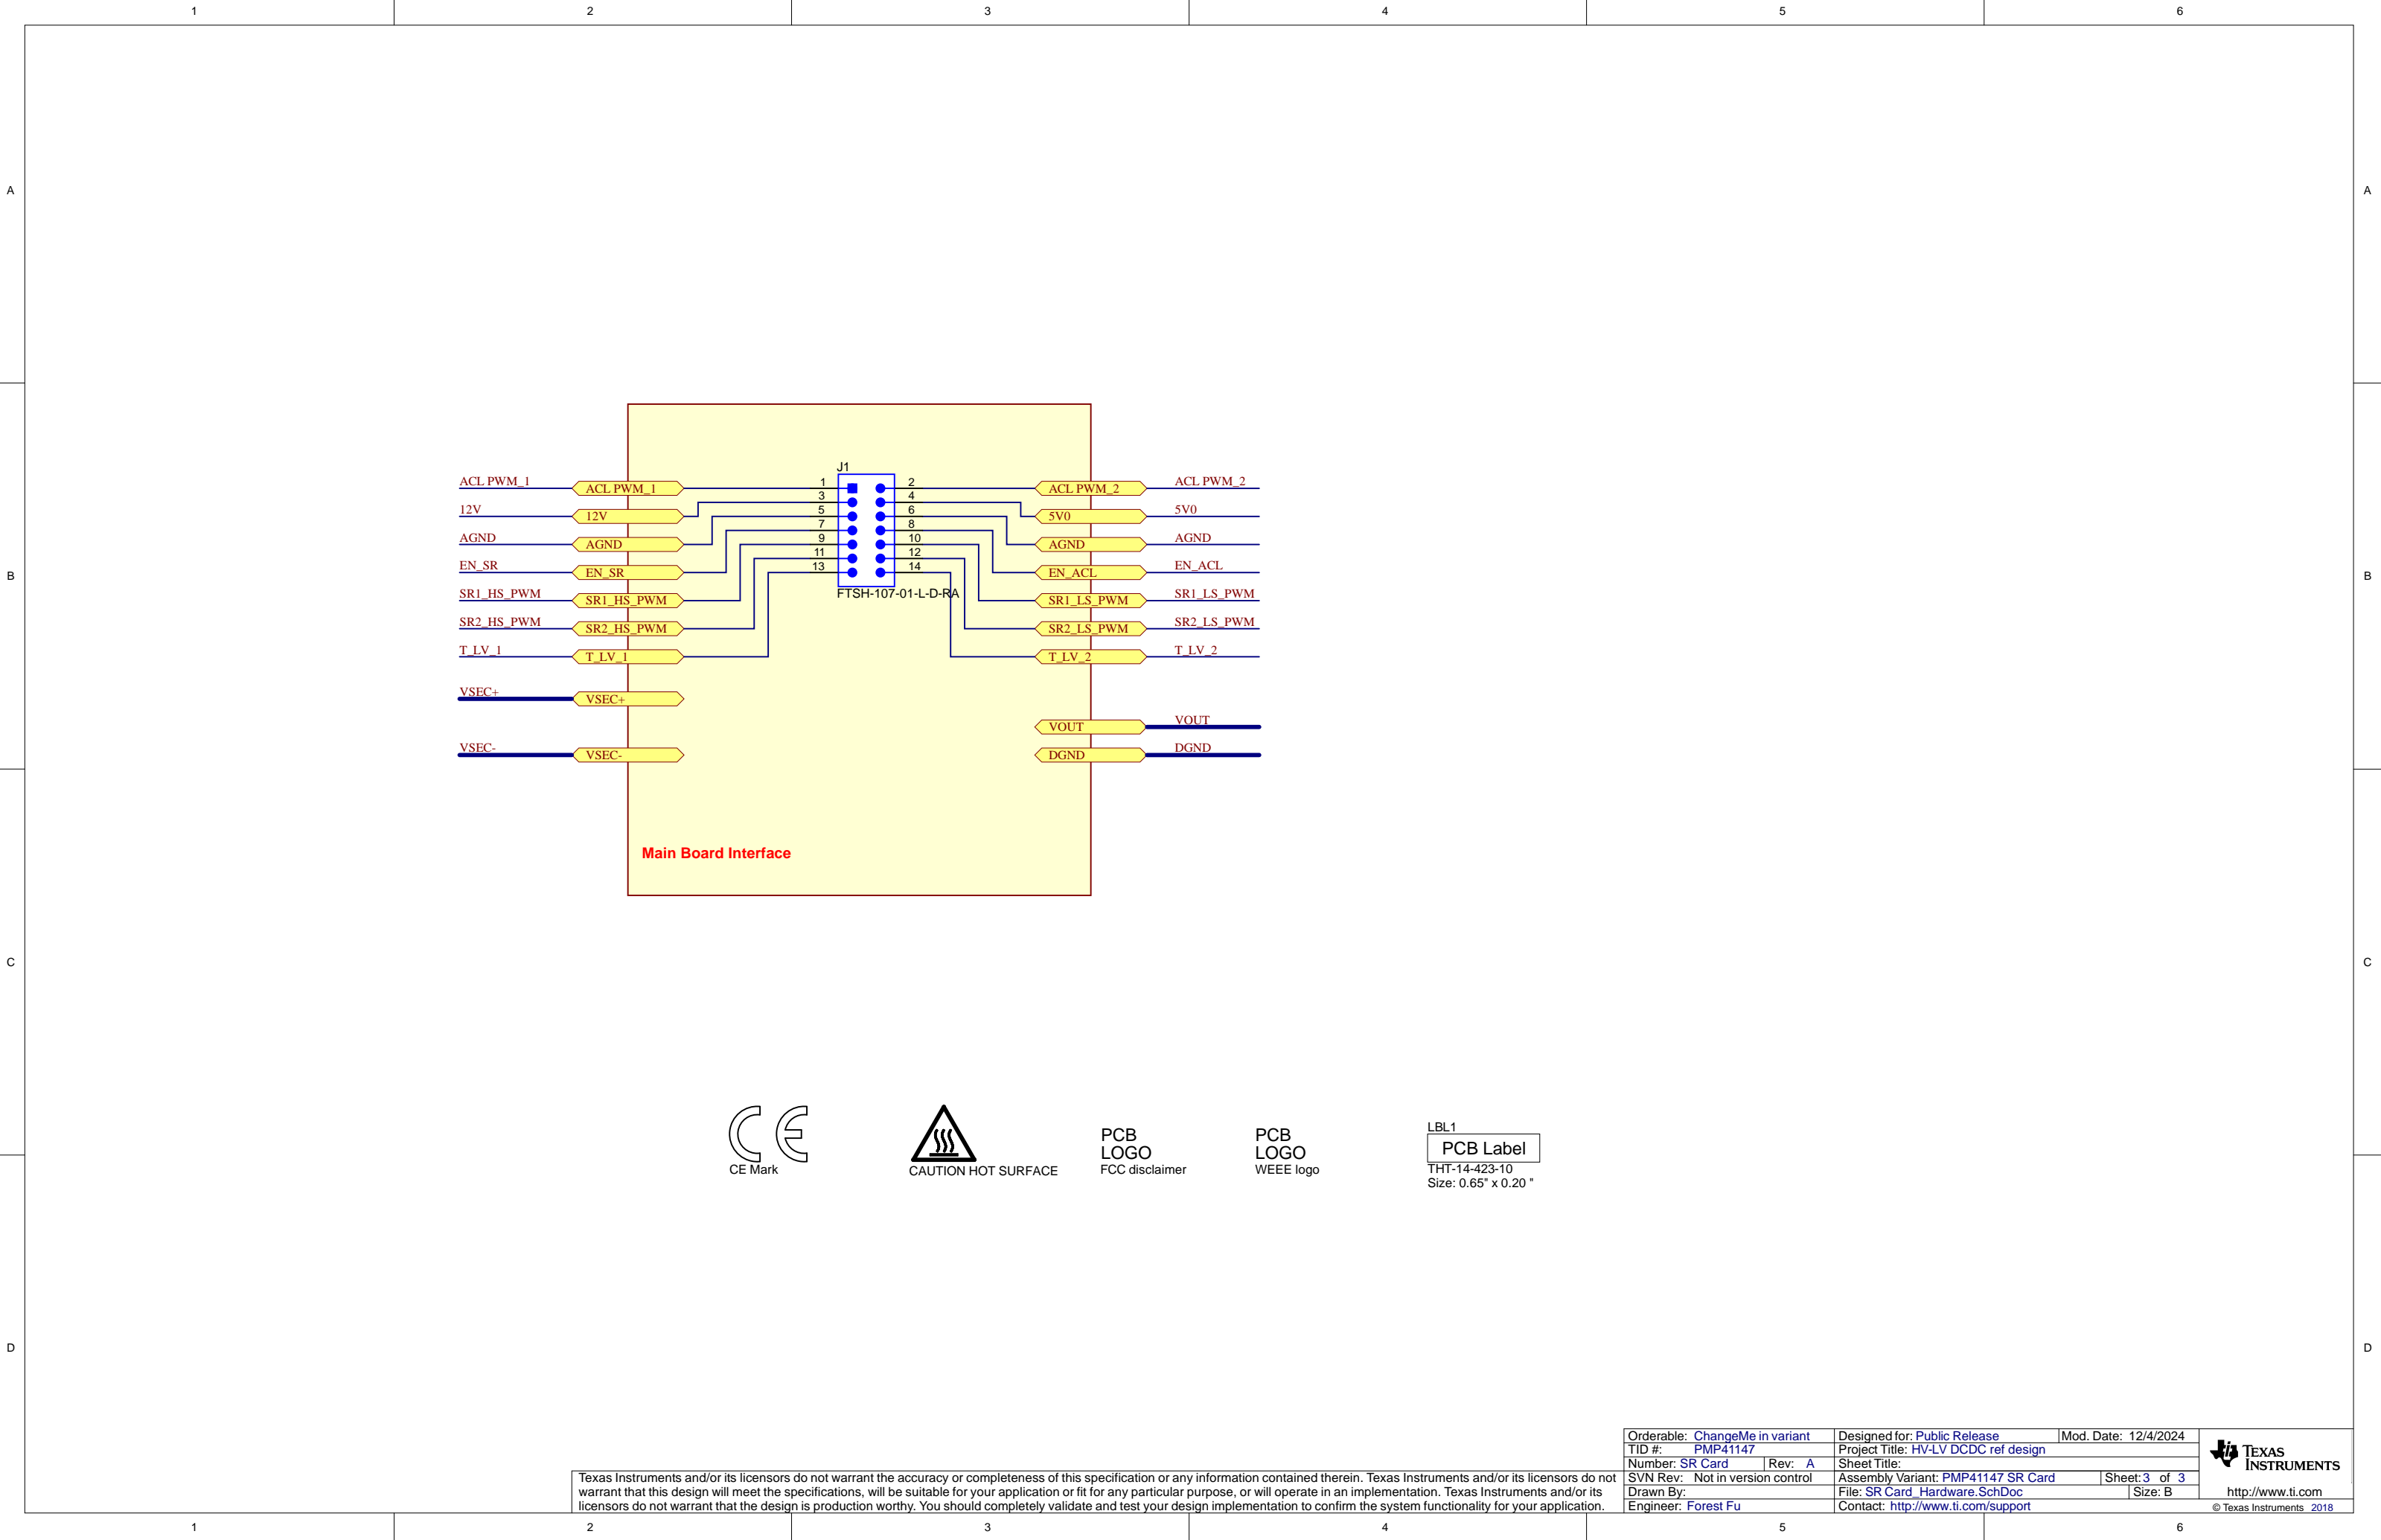 1 2 3 4 5 6
A A
J1
ACL PWM_1 ACL PWM_1 1 2 ACL PWM_2 ACL PWM_2
3 4
12V 12V 5 6 5V0 5V0
7 8
AGND AGND 9 10 AGND AGND
11 12
EN_SR EN_SR 13 14 EN_ACL EN_ACL
B B
FTSH-107-01-L-D-RA
SR1_HS_PWM SR1_HS_PWM SR1_LS_PWM SR1_LS_PWM
SR2_HS_PWM SR2_HS_PWM SR2_LS_PWM SR2_LS_PWM
T_LV_1 T_LV_1 T_LV_2 T_LV_2
VSEC+ VSEC+
VOUT VOUT
VSEC- VSEC- DGND DGND
Main Board Interface
C C
CE
CE Mark
CAUTION HOT SURFACE
PCB
LOGO
FCC disclaimer
PCB
LOGO
WEEE logo
LBL1
PCB Label
THT-14-423-10
Size: 0.65" x 0.20 "
D D
Texas Instruments and/or its licensors do not warrant the accuracy or completeness of this specification or any information contained therein. Texas Instruments and/or its licensors do not
warrant that this design will meet the specifications, will be suitable for your application or fit for any particular purpose, or will operate in an implementation. Texas Instruments and/or its
licensors do not warrant that the design is production worthy. You should completely validate and test your design implementation to confirm the system functionality for your application.
Orderable: ChangeMe in variant Designed for: Public Release Mod. Date: 12/4/2024
TID #: PMP41147 Project Title: HV-LV DCDC ref design
Number: SR Card Rev: A Sheet Title:
SVN Rev: Not in version control Assembly Variant: PMP41147 SR Card Sheet: 3 of 3
Drawn By: File: SR Card_Hardware.SchDoc Size: B
Engineer: Forest Fu Contact: http://www.ti.com/support
TEXAS
INSTRUMENTS
http://www.ti.com
© Texas Instruments 2018
1 2 3 4 5 6